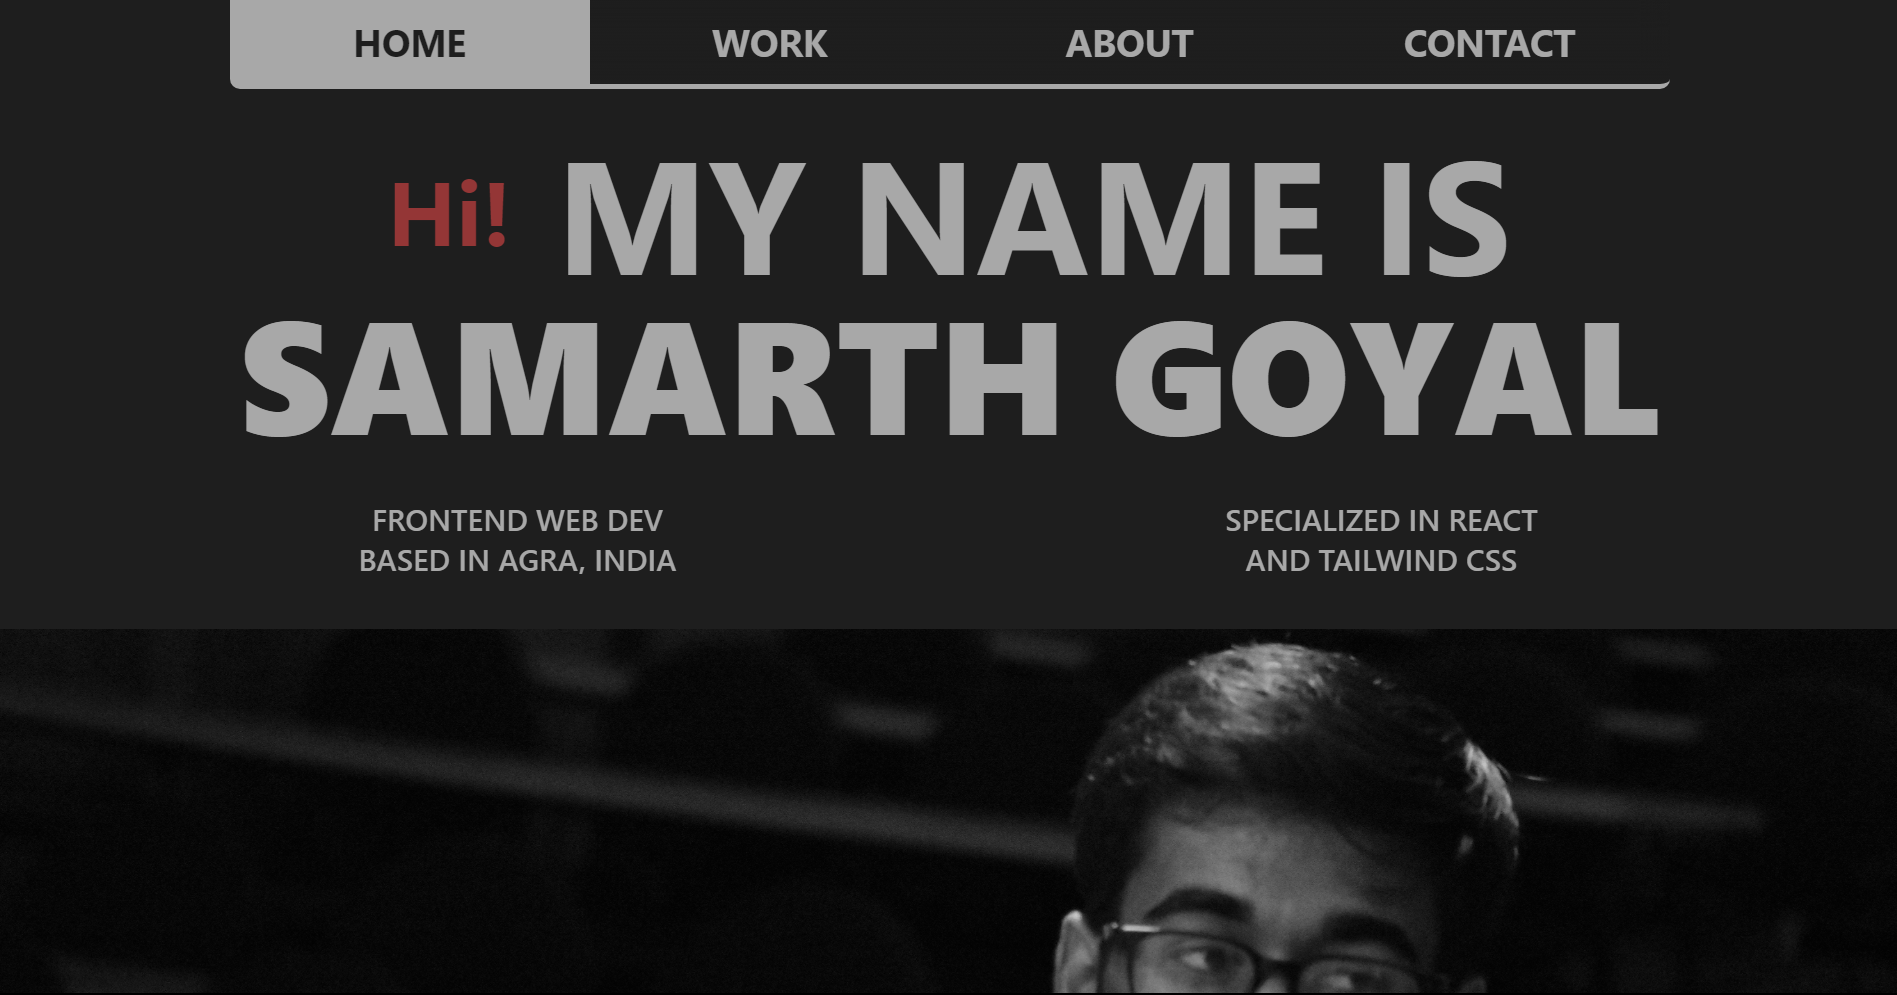 HOME WORK ABOUT CONTACT
Hi! MY NAME IS
SAMARTH GOYAL
FRONTEND WEB DEV
BASED IN AGRA, INDIA
SPECIALIZED IN REACT
AND TAILWIND CSS